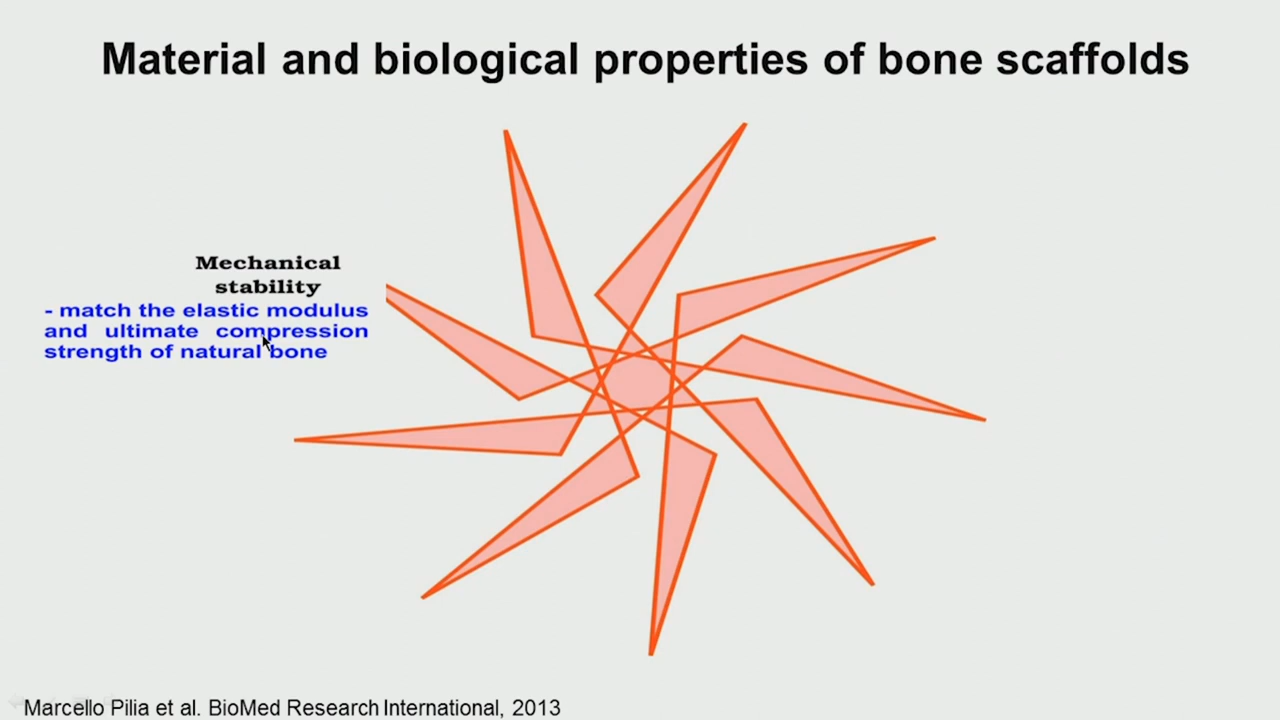 Material and biological properties of bone scaffolds
Mechanical
stability
- match the elastic modulus
and ultimate compression
strength of natural bone
Marcello Pilia et al. BioMed Research International, 2013